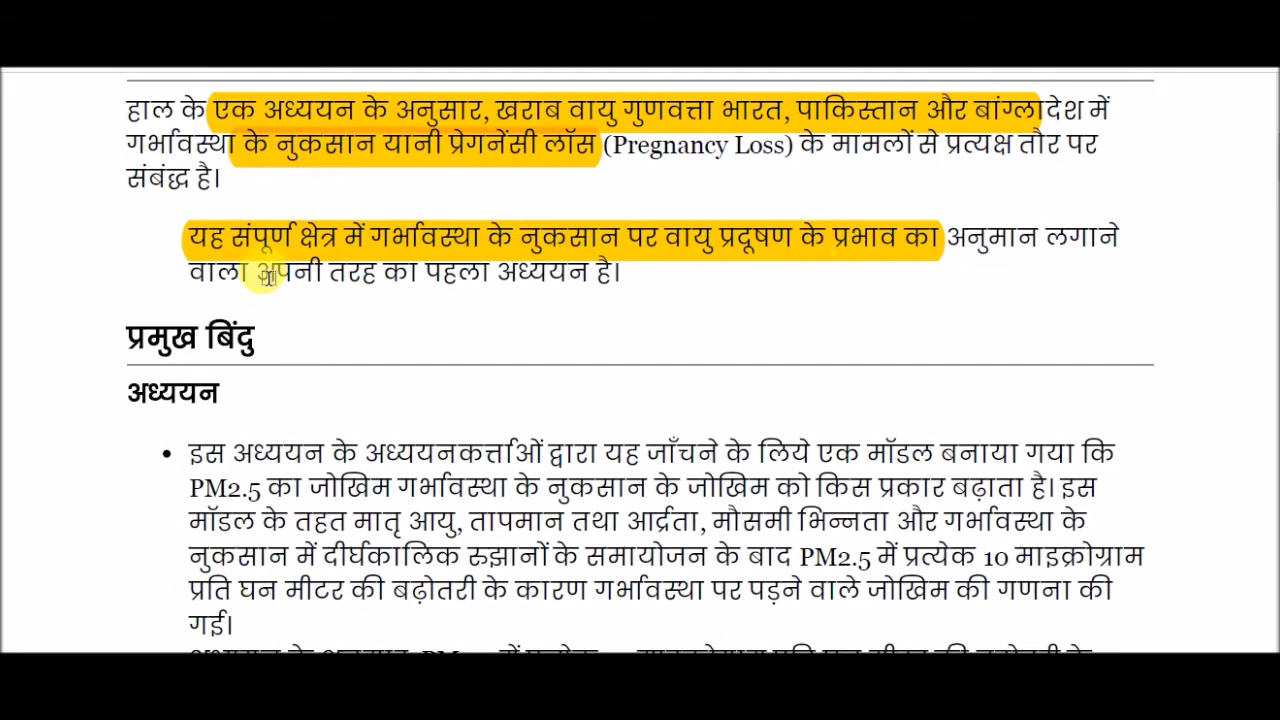 हाल के एक अध्ययन के अनुसार, खराब वायु गुणवत्ता भारत, पाकिस्तान और बांग्लादेश में
गर्भावस्था के नुकसान यानी प्रेगनेंसी लॉस (Pregnancy Loss) के मामलों से प्रत्यक्ष तौर पर
संबंद्ध है।
यह संपूर्ण क्षेत्र में गर्भावस्था के नुकसान पर वायु प्रदूषण के प्रभाव का अनुमान लगाने
वाला अपनी तरह का पहला अध्ययन है।
प्रमुख बिंदु
अध्ययन
• इस अध्ययन के अध्ययनकर्त्ताओं द्वारा यह जाँचने के लिये एक मॉडल बनाया गया कि
PM2.5 का जोखिम गर्भावस्था के नुकसान के जोखिम को किस प्रकार बढ़ाता है। इस
मॉडल के तहत मातृ आयु, तापमान तथा आर्द्रता, मौसमी भिन्नता और गर्भावस्था के
नुकसान में दीर्घकालिक रुझानों के समायोजन के बाद PM2.5 में प्रत्येक 10 माइक्रोग्राम
प्रति घन मीटर की बढ़ोतरी के कारण गर्भावस्था पर पड़ने वाले जोखिम की गणना की
गई।